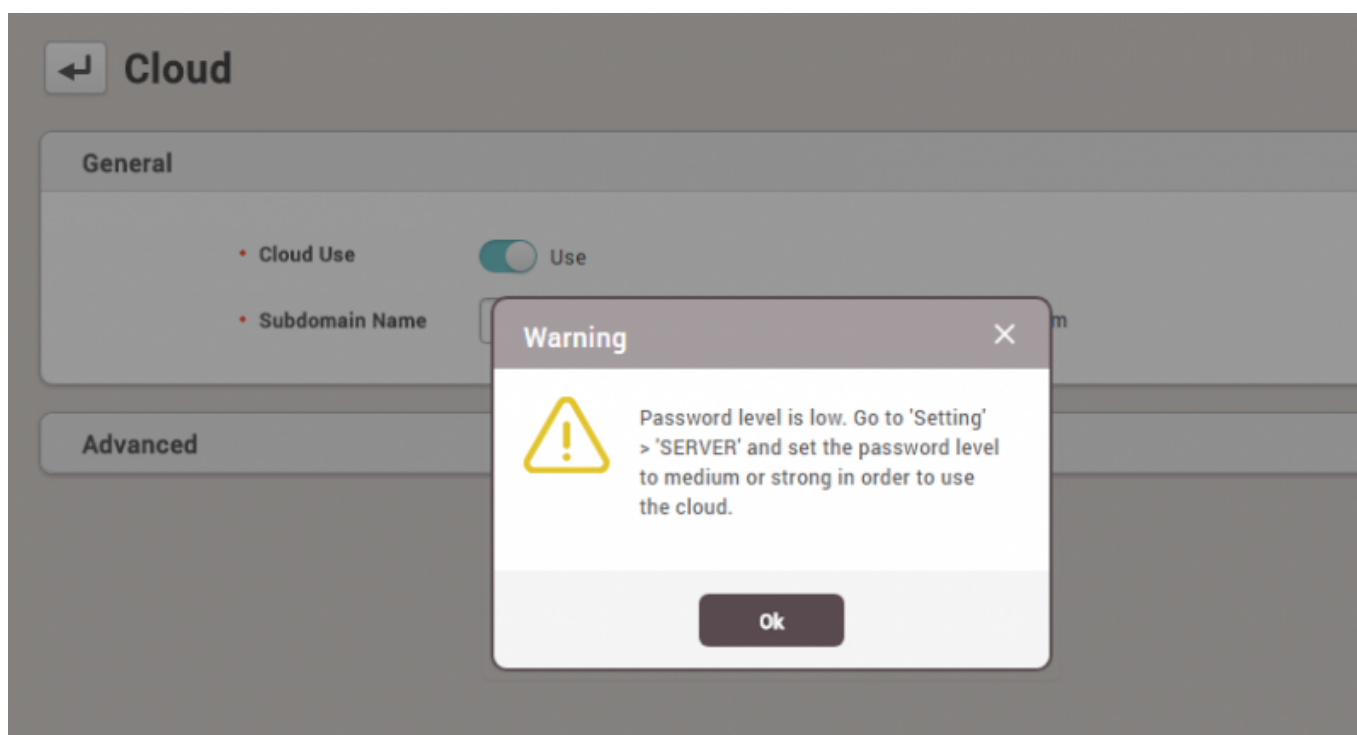 Cloud
General
Cloud Use
Use
Subdomain Name
m
Warning
Password level is low. Go to 'Setting'
> 'SERVER' and set the password level
to medium or strong in order to use
the cloud.
Ok
Advanced